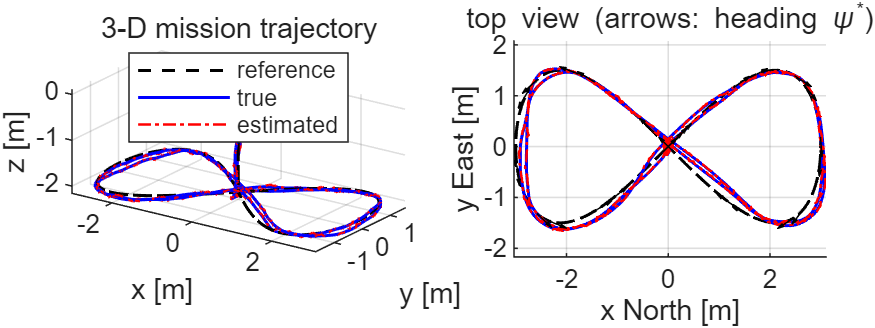 3-D mission trajectory
reference
true
estimated
0
-1
-2
z [m]
-2
0
2
x [m]
-1
0
1
y [m]
top view (arrows: heading ψ*)
2
1
0
-1
-2
y East [m]
-2
0
2
x North [m]